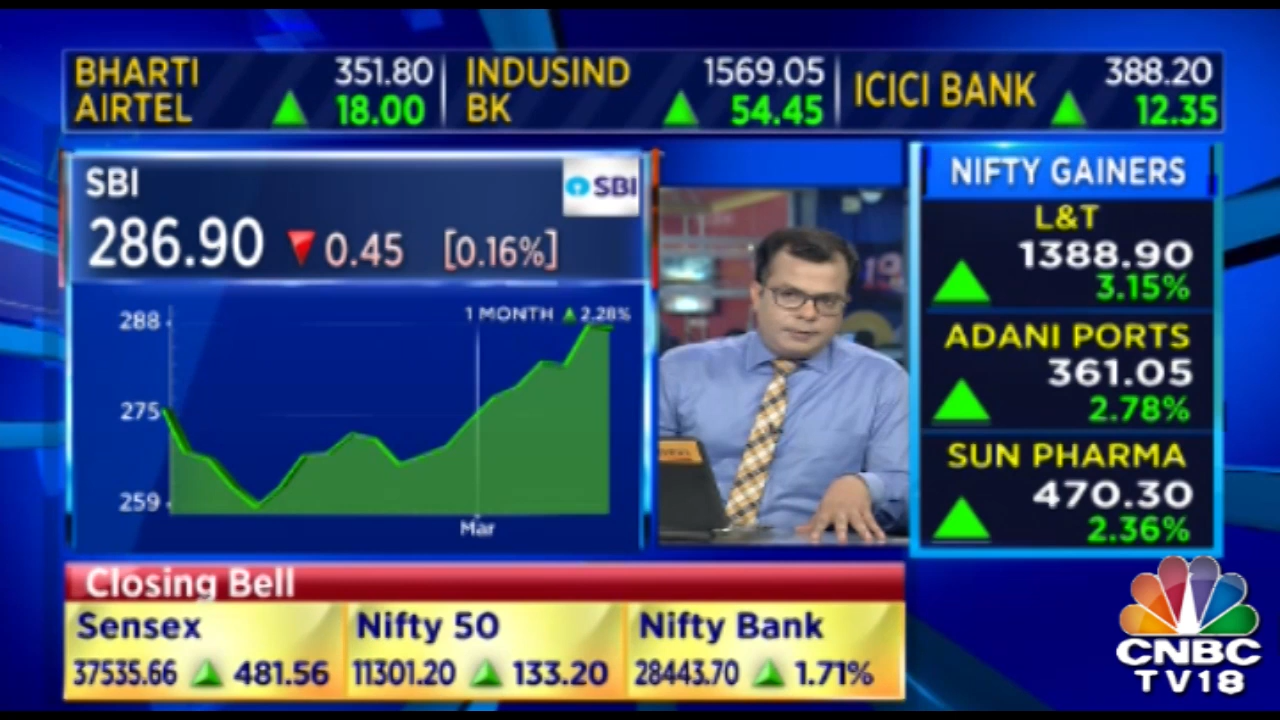 BHARTI AIRTEL 351.80 18.00
INDUSIND BK 1569.05 54.45
ICICI BANK 388.20 12.35
SBI
SBI
286.90 0.45 [0.16%]
1 MONTH 2.28%
288
275
259
Mar
NIFTY GAINERS
L&T
1388.90
3.15%
ADANI PORTS
361.05
2.78%
SUN PHARMA
470.30
2.36%
Closing Bell
Sensex
37535.66 481.56
Nifty 50
11301.20 133.20
Nifty Bank
28443.70 1.71%
CNBC
TV18